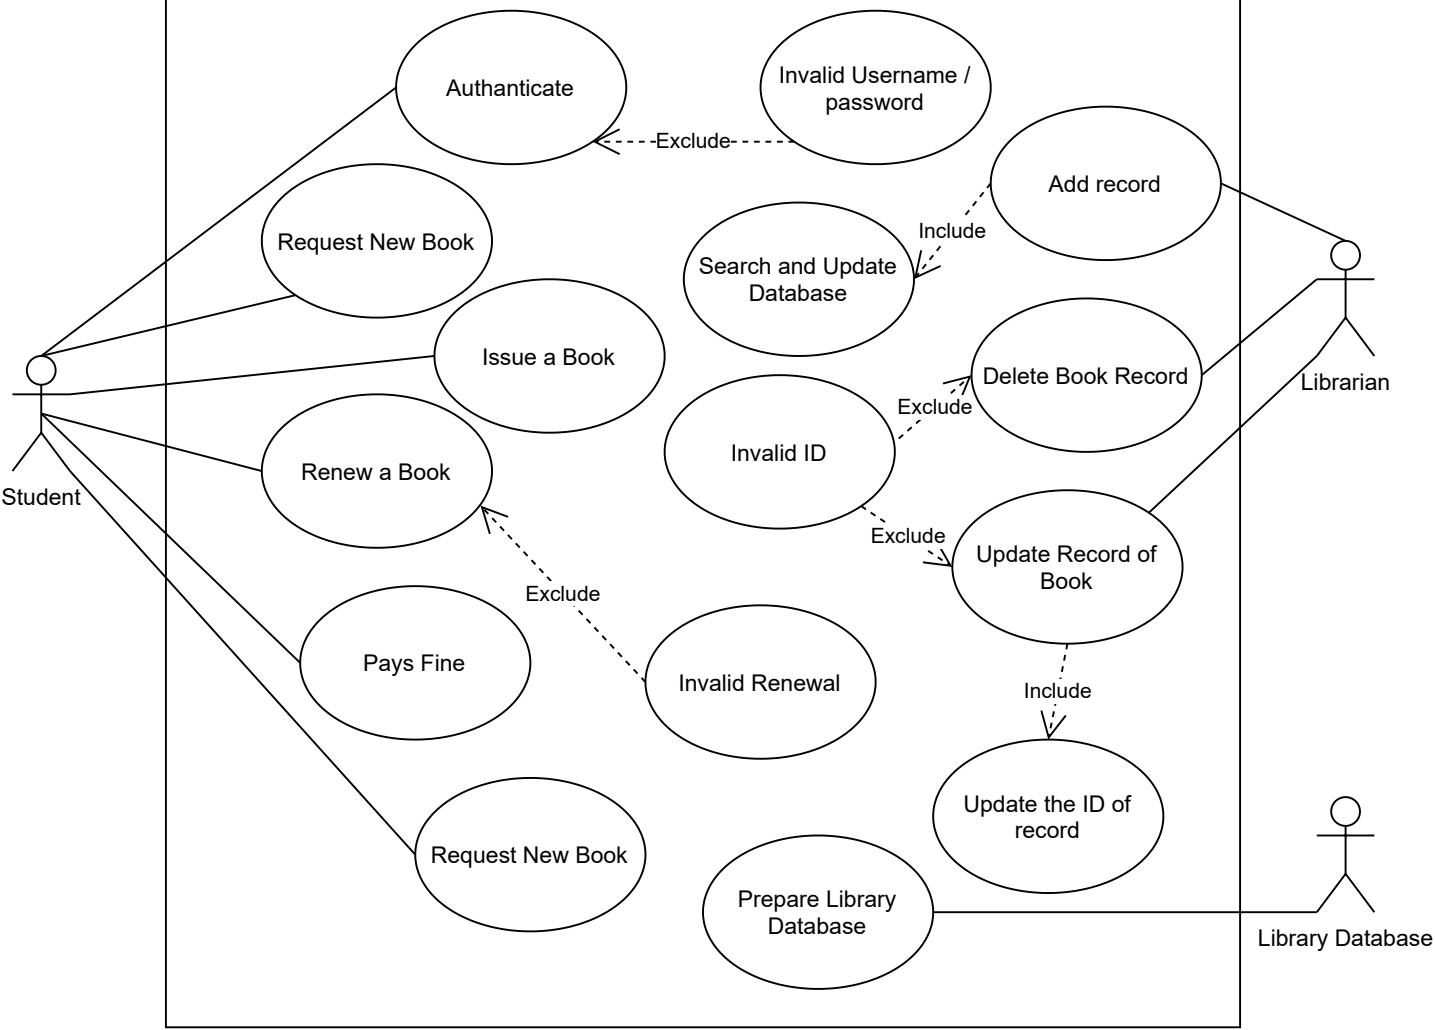 Authanticate
Invalid Username /
password
Exclude
Add record
Request New Book
Include
Search and Update
Database
Issue a Book
Delete Book Record
Librarian
Exclude
Invalid ID
Renew a Book
Student
Exclude
Update Record of
Book
Exclude
Pays Fine
Invalid Renewal
Include
Update the ID of
record
Request New Book
Prepare Library
Database
Library Database